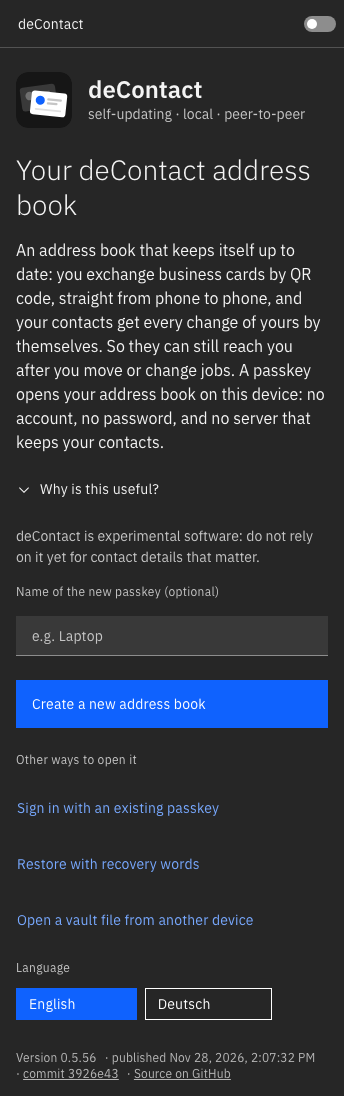 deContact
deContact
self-updating · local · peer-to-peer
Your deContact address
book
An address book that keeps itself up to
date: you exchange business cards by QR
code, straight from phone to phone, and
your contacts get every change of yours by
themselves. So they can still reach you
after you move or change jobs. A passkey
opens your address book on this device: no
account, no password, and no server that
keeps your contacts.
Why is this useful?
deContact is experimental software: do not rely
on it yet for contact details that matter.
Name of the new passkey (optional)
e.g. Laptop
Create a new address book
Other ways to open it
Sign in with an existing passkey
Restore with recovery words
Open a vault file from another device
Language
English
Deutsch
Version 0.5.56 · published Nov 28, 2026, 2:07:32 PM
· commit 3926e43 · Source on GitHub